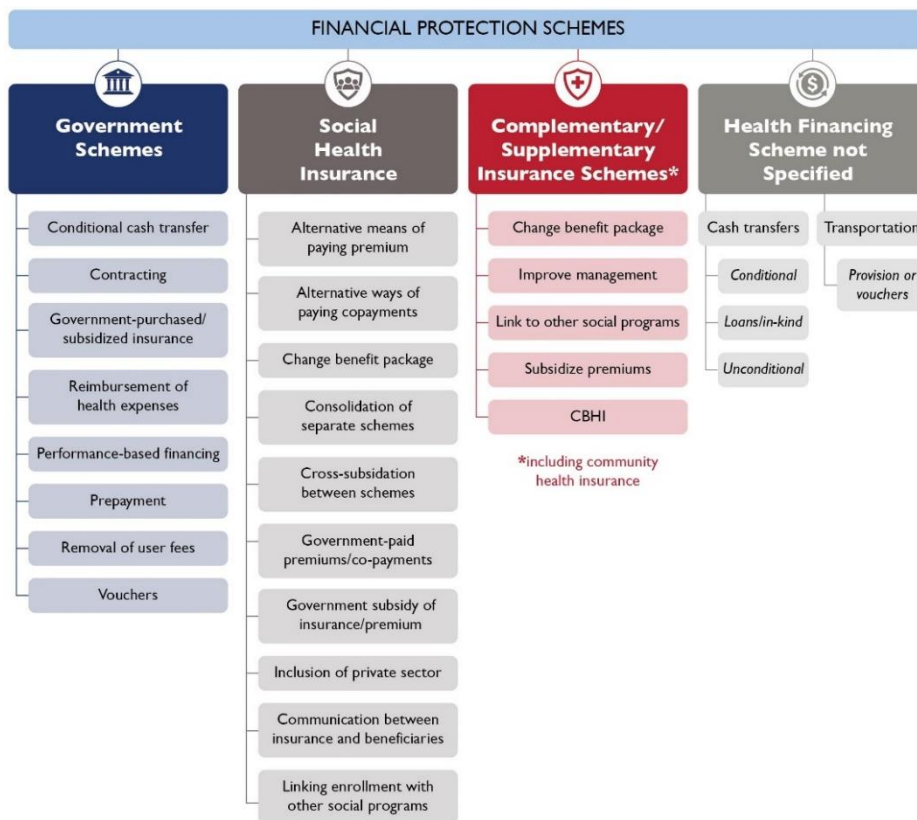 FINANCIAL PROTECTION SCHEMES
Government
Schemes
Conditional cash transfer
Contracting
Government-purchased/
subsidized insurance
Reimbursement of
health expenses
Performance-based financing
Prepayment
Removal of user fees
Vouchers
Social
Health
Insurance
Alternative means of
paying premium
Alternative ways of
paying copayments
Change benefit package
Consolidation of
separate schemes
Cross-subsidation
between schemes
Government-paid
premiums/co-payments
Government subsidy of
insurance/premium
Inclusion of private sector
Communication between
insurance and beneficiaries
Linking enrollment with
other social programs
Complementary/
Supplementary
Insurance Schemes*
Change benefit package
Improve management
Link to other social programs
Subsidize premiums
CBHI
*including community
health insurance
Health Financing
Scheme not
Specified
Cash transfers
Conditional
Loans/in-kind
Unconditional
Transportation
Provision or
vouchers
$